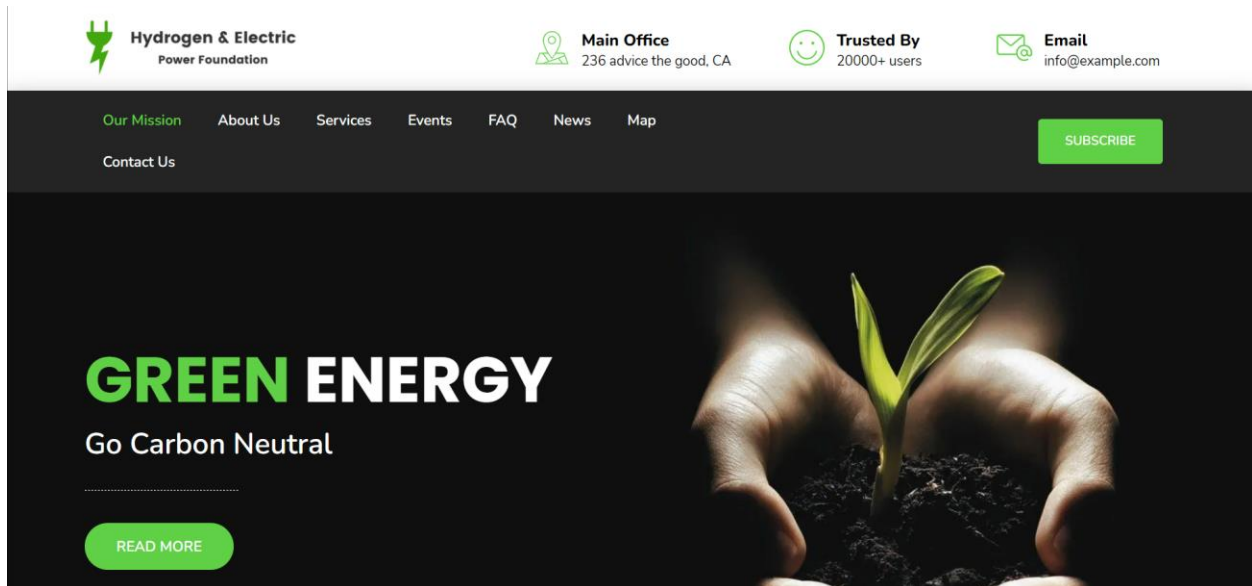 Hydrogen & Electric
Power Foundation
Main Office
236 advice the good, CA
Trusted By
20000+ users
Email
info@example.com
Our Mission About Us Services Events FAQ News Map
Contact Us
SUBSCRIBE
GREEN ENERGY
Go Carbon Neutral
READ MORE